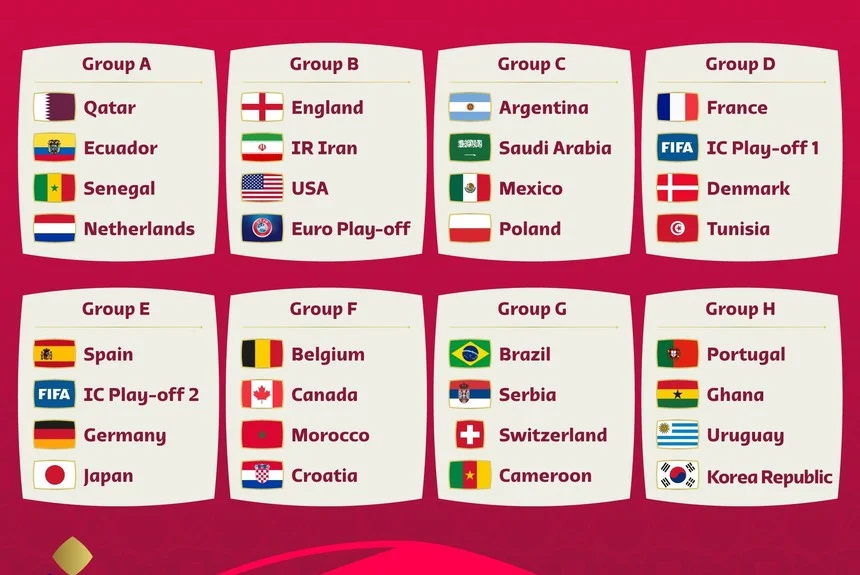 Group A
Qatar
Ecuador
Senegal
Netherlands
Group B
England
IR Iran
USA
Euro Play-off
Group C
Argentina
Saudi Arabia
Mexico
Poland
Group D
France
FIFA IC Play-off 1
Denmark
Tunisia
Group E
Spain
FIFA IC Play-off 2
Germany
Japan
Group F
Belgium
Canada
Morocco
Croatia
Group G
Brazil
Serbia
Switzerland
Cameroon
Group H
Portugal
Ghana
Uruguay
Korea Republic